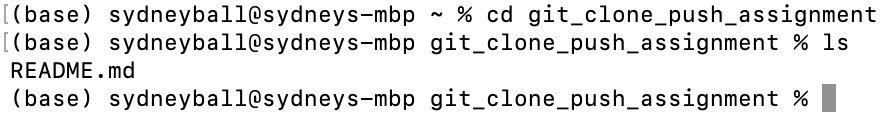 (base) sydneyball@sydneys-mbp ~ % cd git_clone_push_assignment
(base) sydneyball@sydneys-mbp git_clone_push_assignment % ls
README.md
(base) sydneyball@sydneys-mbp git_clone_push_assignment %